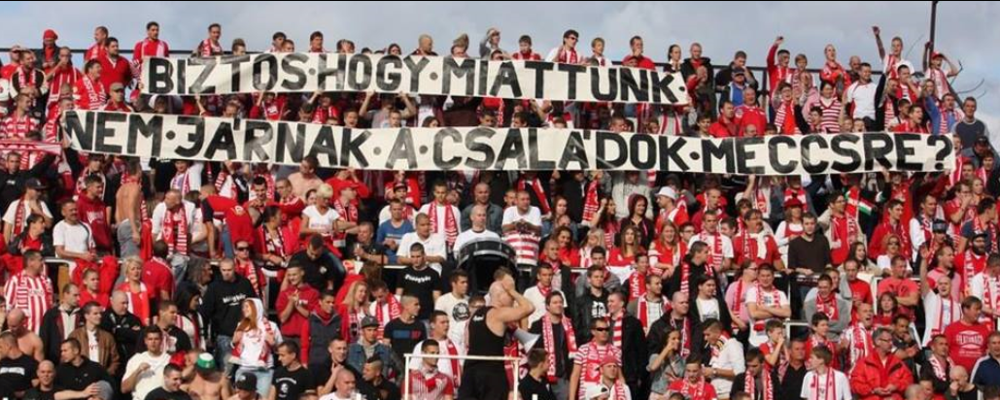 BIZTOS·HOGY·MIATTUNK·
NEM·JÁRNAK·A·CSALÁDOK·MECCSRE?